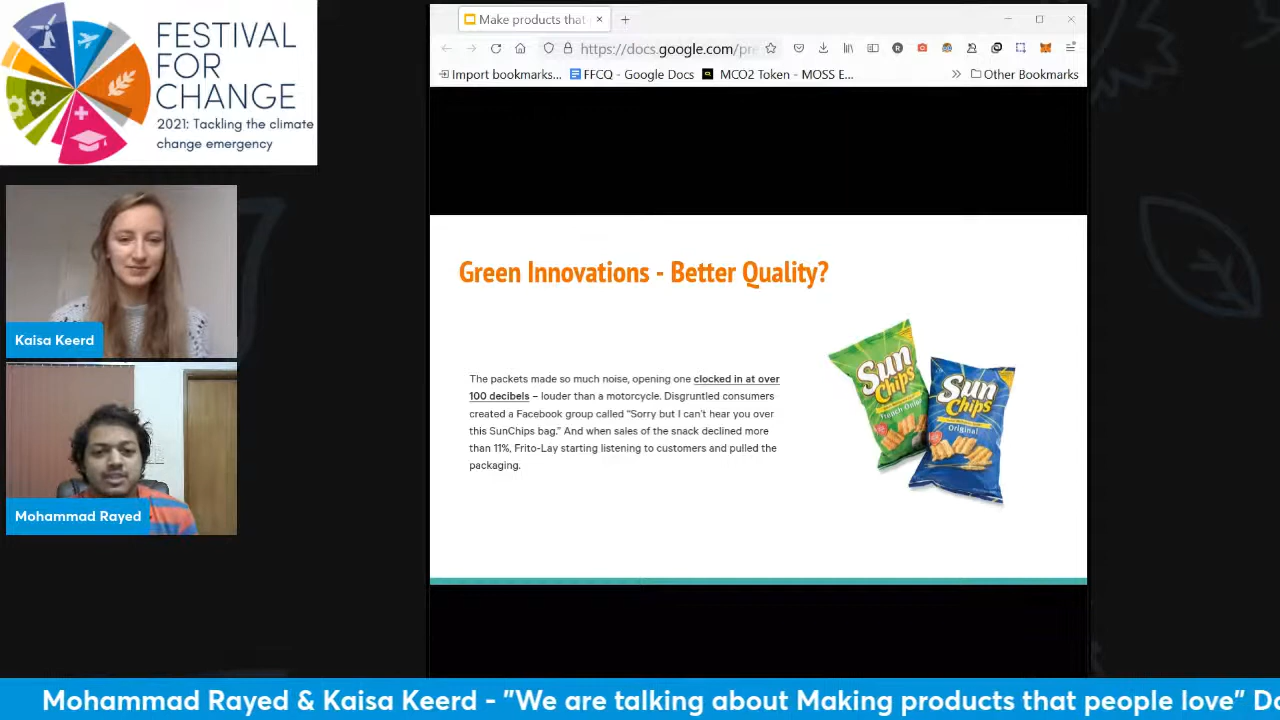 FESTIVAL
FOR
CHANGE
2021: Tackling the climate
change emergency
Kaisa Keerd
Mohammad Rayed
Make products that
https://docs.google.com/pre
Import bookmarks...
FFCQ - Google Docs
MCO2 Token - MOSS E...
Other Bookmarks
Green Innovations - Better Quality?
The packets made so much noise, opening one clocked in at over
100 decibels – louder than a motorcycle. Disgruntled consumers
created a Facebook group called “Sorry but I can’t hear you over
this SunChips bag.” And when sales of the snack declined more
than 11%, Frito-Lay starting listening to customers and pulled the
packaging.
Sun
Chips
French Onion
Sun
Chips
Original
Mohammad Rayed & Kaisa Keerd - "We are talking about Making products that people love" Do